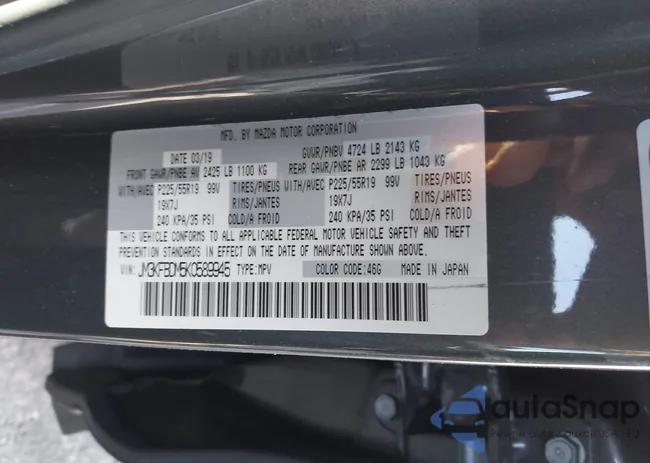 MFD. BY MAZDA MOTOR CORPORATION
DATE 03/19 GVWR/PNBV 4724 LB 2143 KG
FRONT GAWR/PNBE AV 2425 LB 1100 KG REAR GAWR/PNBE AR 2299 LB 1043 KG
WITH/AVEC P225/55R19 99V TIRES/PNEUS WITH/AVEC P225/55R19 99V TIRES/PNEUS
19X7J RIMS/JANTES 19X7J RIMS/JANTES
240 KPA/35 PSI COLD/A FROID 240 KPA/35 PSI COLD/A FROID
THIS VEHICLE CONFORMS TO ALL APPLICABLE FEDERAL MOTOR VEHICLE SAFETY AND THEFT
PREVENTION STANDARDS IN EFFECT ON THE DATE OF MANUFACTURE SHOWN ABOVE.
VIN: JM3KFBDM5K0589945 TYPE:MPV COLOR CODE:46G MADE IN JAPAN
autoSnap